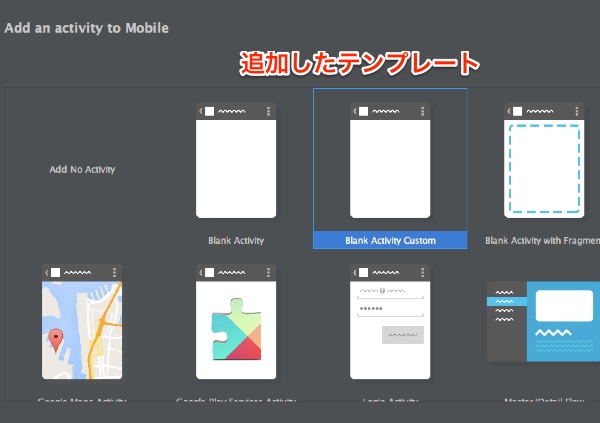 Add an activity to Mobile
追加したテンプレート
Add No Activity
Blank Activity
Blank Activity Custom
Blank Activity with Fragmen
Google Maps Activity
Google Play Services Activity
Login Activity
Master/Detail Flow